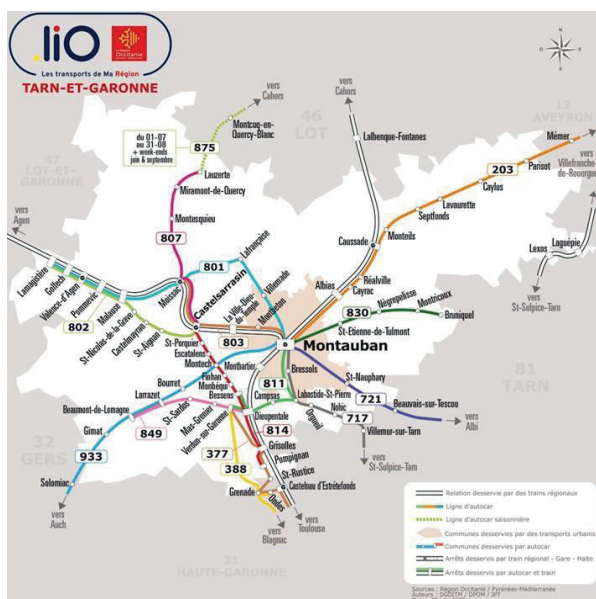 .liO
La Région
Occitanie
Les transports de Ma Région
TARN-ET-GARONNE
vers
Cahors
vers
Cahors
46
LOT
12
AVEYRON
47
LOT-ET-
GARONNE
81
TARN
32
GERS
31
HAUTE-GARONNE
du 01-07
au 31-08
+ week-ends
juin & septembre
875
Montcuq-en-
Quercy-Blanc
Lauzerte
Miramont-de-Quercy
Montesquieu
807
Lalbenque-Fontanes
Mémer
203
Parisot
vers
Villefranche-
de-Rouergue
Caylus
Lavaurette
Septfonds
Monteils
Caussade
Réalville
Cayrac
Albias
Laguépie
Lexos
vers
St-Sulpice-Tarn
vers
Agen
Lamagistère
Golfech
Valence-d'Agen
Pommevic
Malause
802
St-Nicolas-de-la-Grave
Castelmayran
St-Aignan
Moissac
801
Lafrançaise
Castelsarrasin
La Ville-Dieu-
du-Temple
Villemade
Montbeton
803
830
Nègrepelisse
Montricoux
Bruniquel
St-Etienne-de-Tulmont
Montauban
St-Porquier
Escatalens
Montech
Montbartier
Finhan
Monbéqui
Bessens
811
Bressols
St-Nauphary
721
Beauvais-sur-Tescou
vers
Albi
Labastide-St-Pierre
Campsas
Orgueil
Nohic
717
Villemur-sur-Tarn
vers
St-Sulpice-Tarn
Bourret
Larrazet
Beaumont-de-Lomagne
St-Sardos
Mas-Grenier
Verdun-sur-Garonne
849
Gimat
933
Solomiac
vers
Auch
Dieupentale
814
377
388
Grisolles
Pompignan
St-Rustice
Castelnau d'Estrétefonds
Grenade
Ondes
vers
Blagnac
vers
Toulouse
Relation desservie par des trains régionaux
Ligne d'autocar
Ligne d'autocar saisonnière
Communes desservies par des transports urbains
Communes desservies par autocar
Arrêts desservis par train régional - Gare - Halte
Arrêts desservis par autocar et train
Sources : Région Occitanie / Pyrénées-Méditerranée
Auteurs : DGDITM / DPDM / JPT